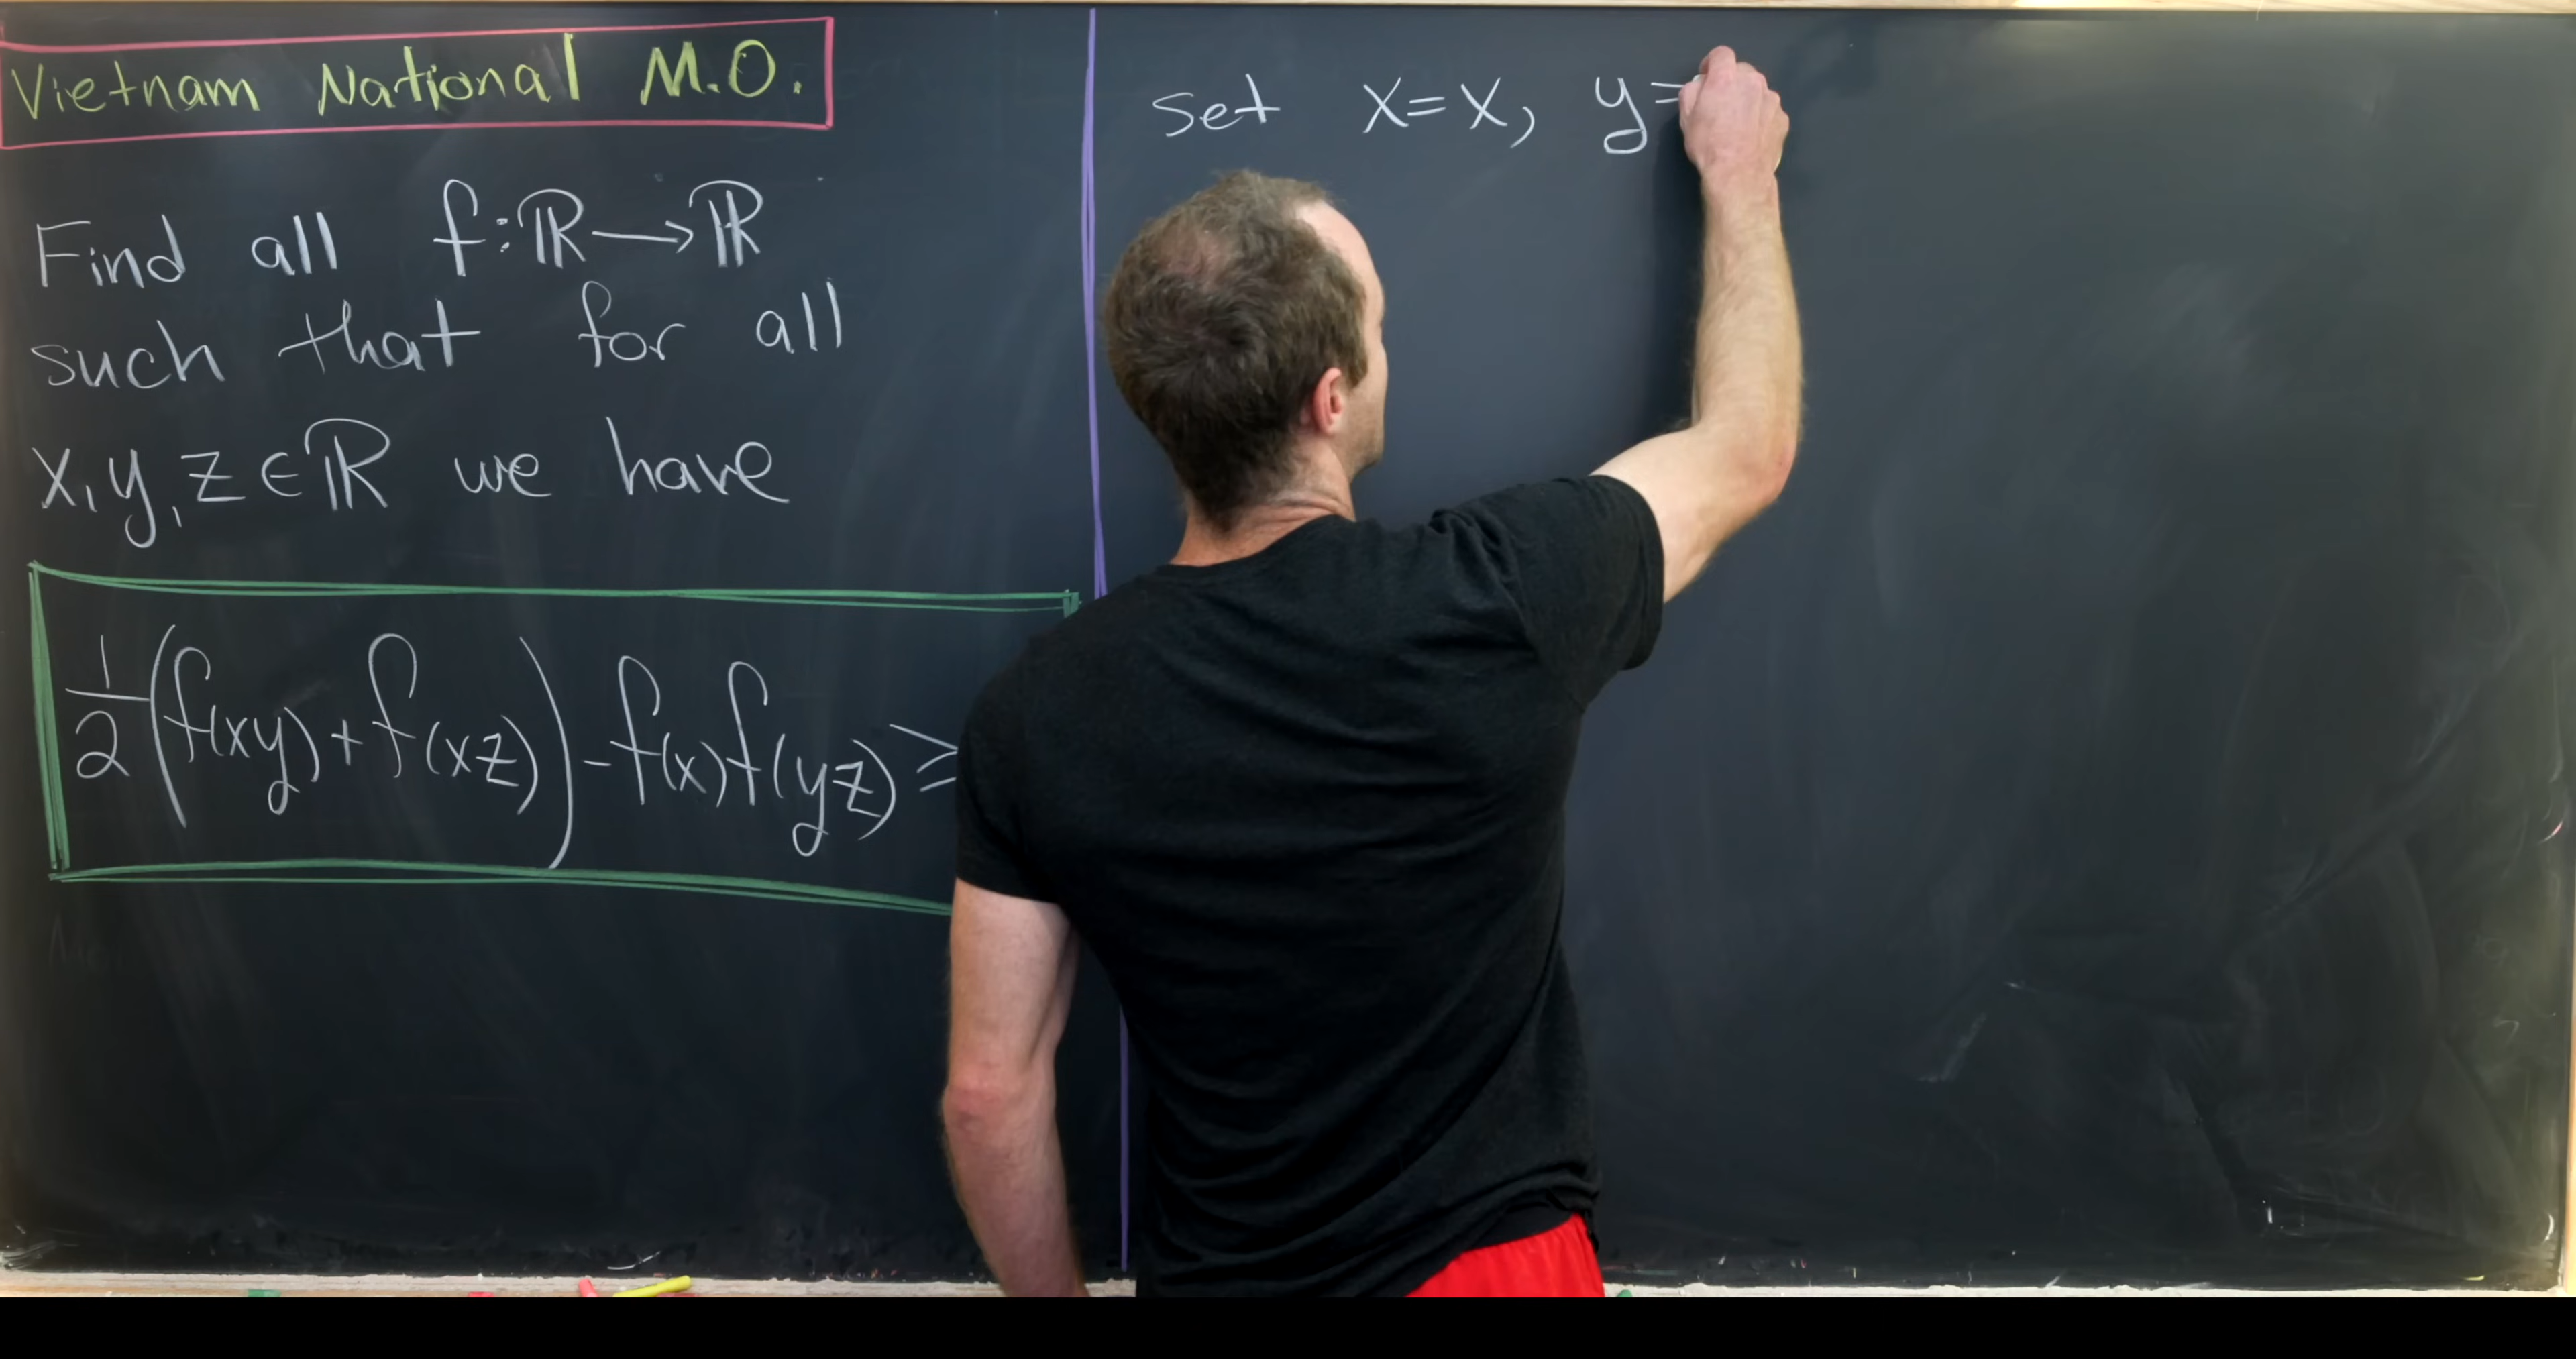 Vietnam National M.O.
Find all f:ℝ→ℝ
such that for all
x,y,z∈ℝ we have
1/2(f(xy)+f(xz))-f(x)f(yz)≥
Set x=x, y=